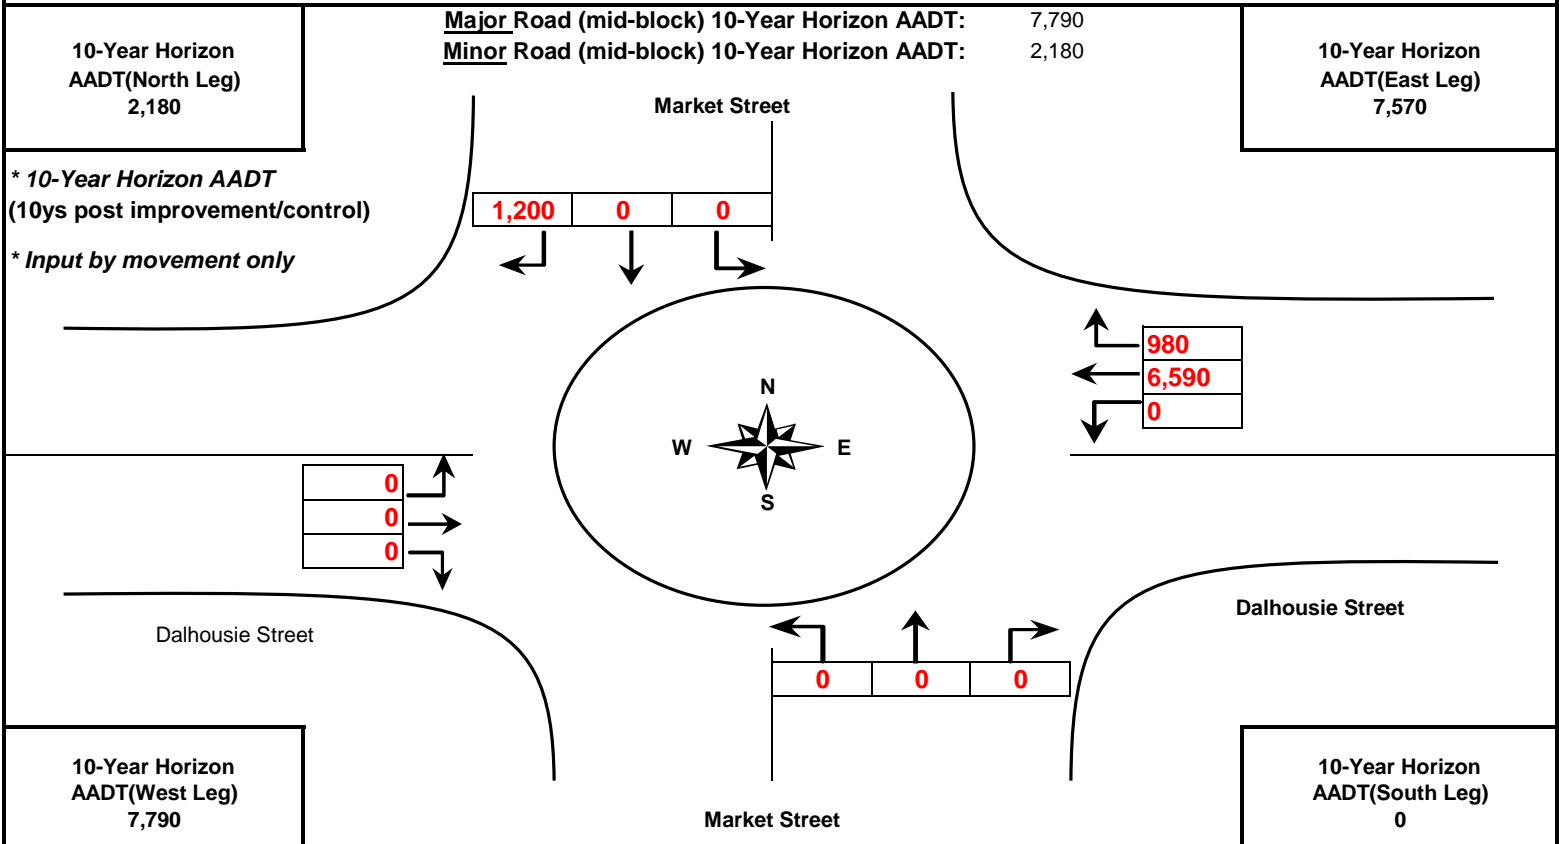 Major Road (mid-block) 10-Year Horizon AADT: 7,790
Minor Road (mid-block) 10-Year Horizon AADT: 2,180
10-Year Horizon
AADT(North Leg)
2,180
10-Year Horizon
AADT(East Leg)
7,570
Market Street
* 10-Year Horizon AADT
(10ys post improvement/control)
* Input by movement only
1,200 0 0
980
6,590
0
N
W E
S
0
0
0
0 0 0
Dalhousie Street
Dalhousie Street
10-Year Horizon
AADT(West Leg)
7,790
Market Street
10-Year Horizon
AADT(South Leg)
0